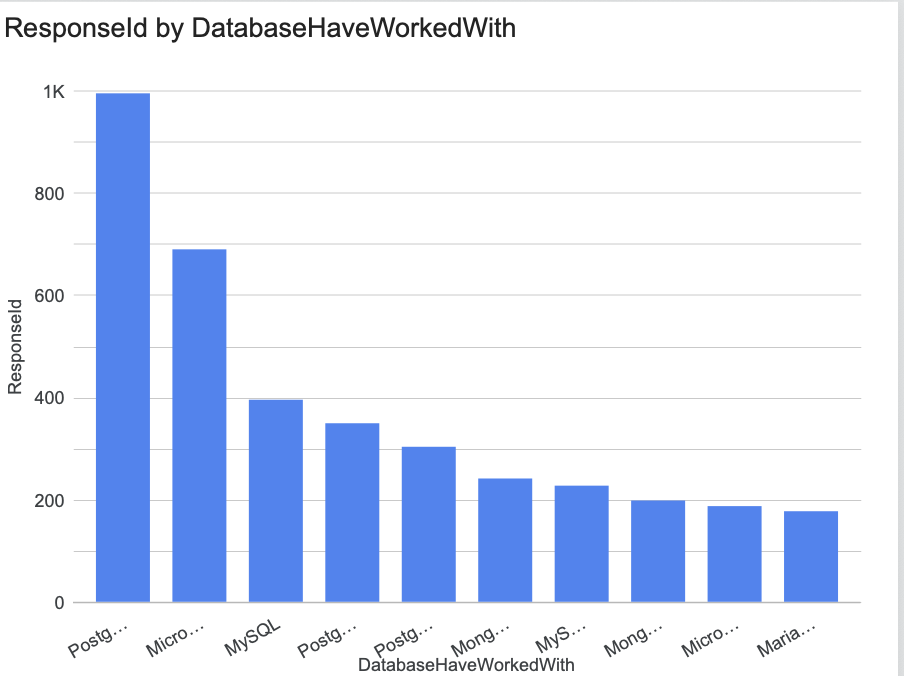 ResponseId by DatabaseHaveWorkedWith
1K
800
600
400
200
0
ResponseId
Postg…
Micro…
MySQL
Postg…
Postg…
Mong…
MyS…
Mong…
Micro…
Maria…
DatabaseHaveWorkedWith